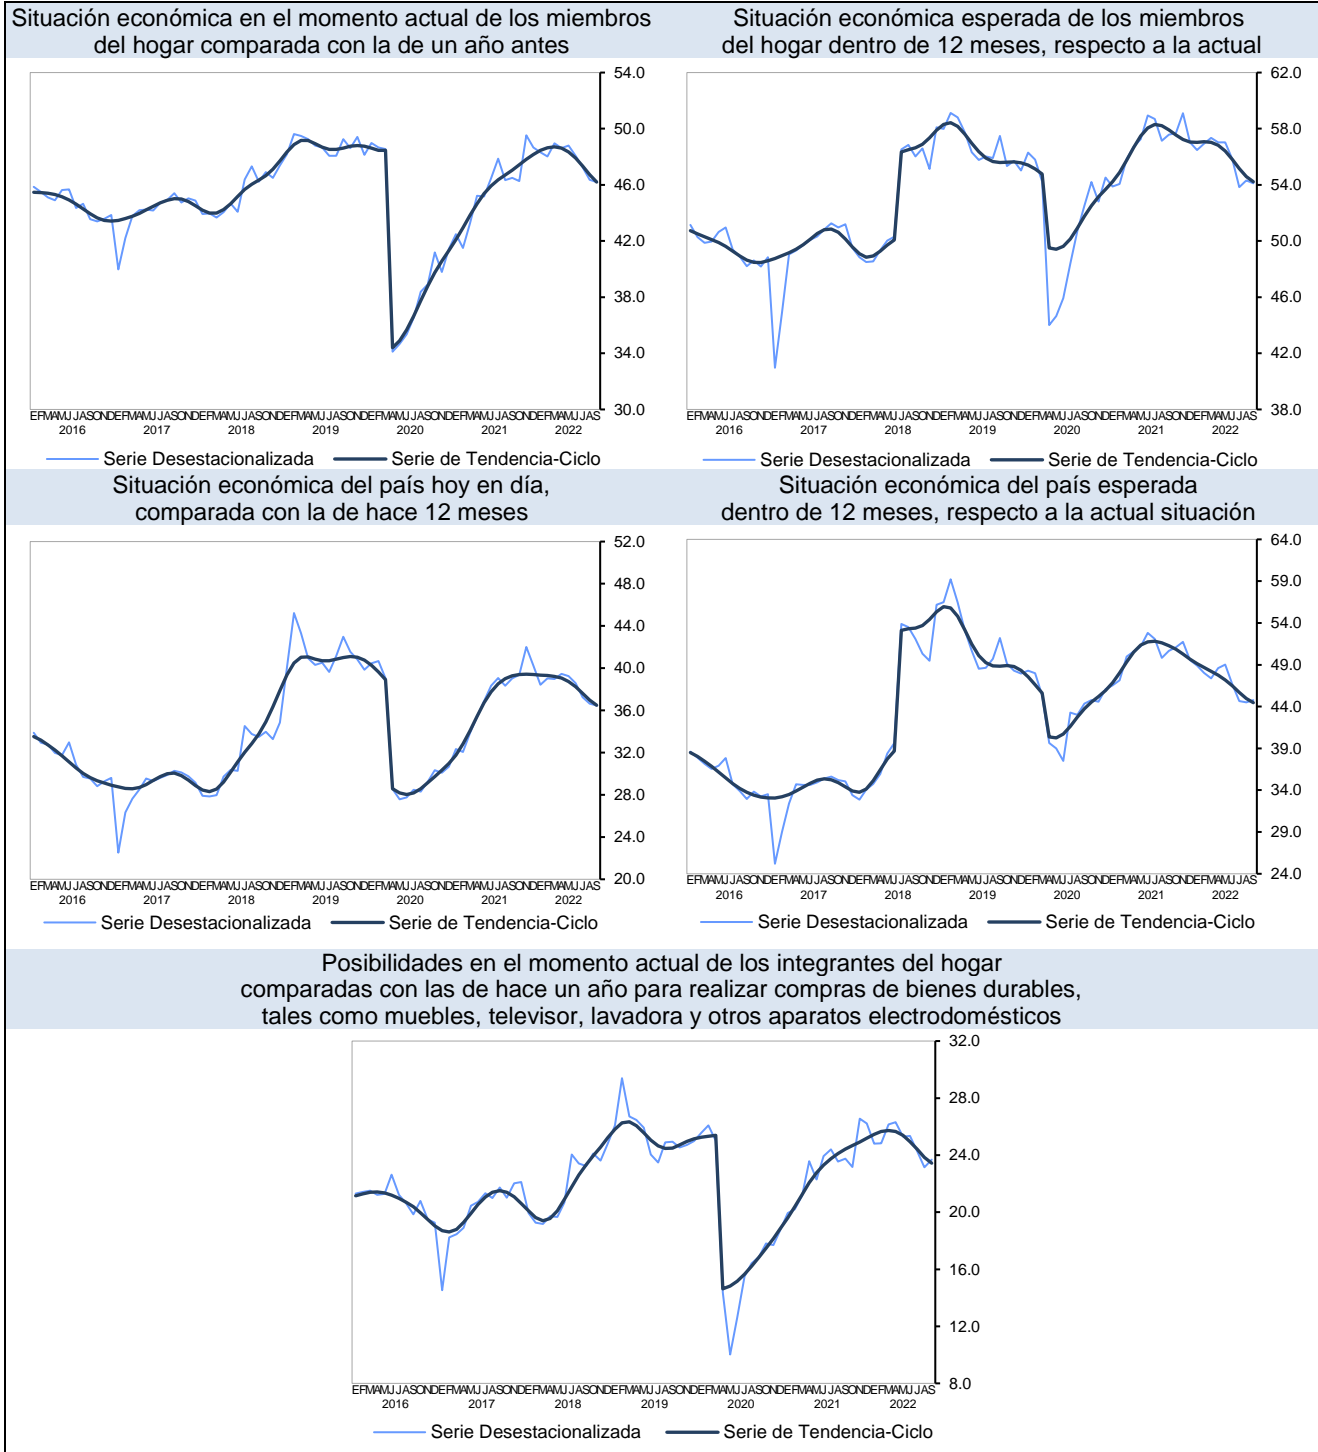 Situación económica en el momento actual de los miembros
del hogar comparada con la de un año antes
Situación económica esperada de los miembros
del hogar dentro de 12 meses, respecto a la actual
54.0
50.0
46.0
42.0
38.0
34.0
30.0
EFMAMJJASONDEFMAMJJASONDEFMAMJJASONDEFMAMJJASONDEFMAMJJASONDEFMAMJJASONDEFMAMJJAS
2016 2017 2018 2019 2020 2021 2022
Serie Desestacionalizada Serie de Tendencia-Ciclo
62.0
58.0
54.0
50.0
46.0
42.0
38.0
EFMAMJJASONDEFMAMJJASONDEFMAMJJASONDEFMAMJJASONDEFMAMJJASONDEFMAMJJASONDEFMAMJJAS
2016 2017 2018 2019 2020 2021 2022
Serie Desestacionalizada Serie de Tendencia-Ciclo
Situación económica del país hoy en día,
comparada con la de hace 12 meses
Situación económica del país esperada
dentro de 12 meses, respecto a la actual situación
52.0
48.0
44.0
40.0
36.0
32.0
28.0
24.0
20.0
EFMAMJJASONDEFMAMJJASONDEFMAMJJASONDEFMAMJJASONDEFMAMJJASONDEFMAMJJASONDEFMAMJJAS
2016 2017 2018 2019 2020 2021 2022
Serie Desestacionalizada Serie de Tendencia-Ciclo
64.0
59.0
54.0
49.0
44.0
39.0
34.0
29.0
24.0
EFMAMJJASONDEFMAMJJASONDEFMAMJJASONDEFMAMJJASONDEFMAMJJASONDEFMAMJJASONDEFMAMJJAS
2016 2017 2018 2019 2020 2021 2022
Serie Desestacionalizada Serie de Tendencia-Ciclo
Posibilidades en el momento actual de los integrantes del hogar
comparadas con las de hace un año para realizar compras de bienes durables,
tales como muebles, televisor, lavadora y otros aparatos electrodomésticos
32.0
28.0
24.0
20.0
16.0
12.0
8.0
EFMAMJJASONDEFMAMJJASONDEFMAMJJASONDEFMAMJJASONDEFMAMJJASONDEFMAMJJASONDEFMAMJJAS
2016 2017 2018 2019 2020 2021 2022
Serie Desestacionalizada Serie de Tendencia-Ciclo